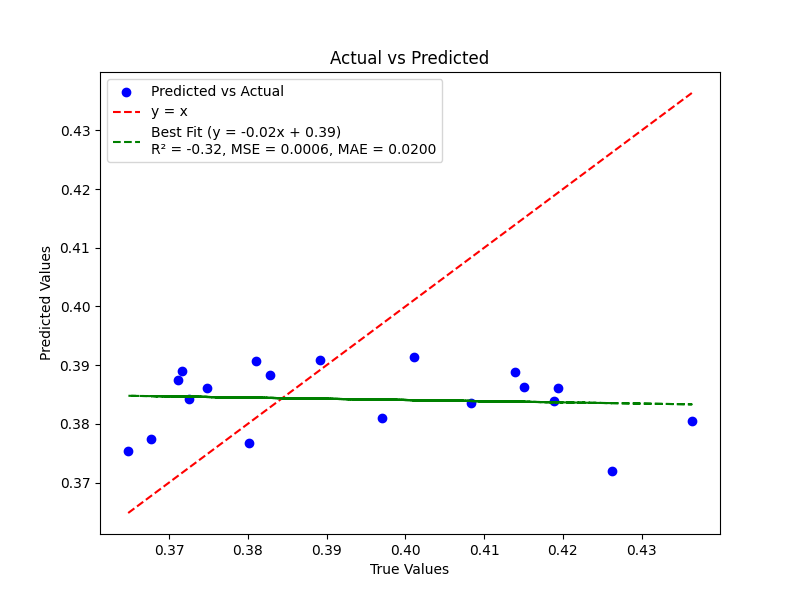 Actual vs Predicted
Predicted vs Actual
y = x
Best Fit (y = -0.02x + 0.39)
R² = -0.32, MSE = 0.0006, MAE = 0.0200
Predicted Values
0.43
0.42
0.41
0.40
0.39
0.38
0.37
0.37 0.38 0.39 0.40 0.41 0.42 0.43
True Values